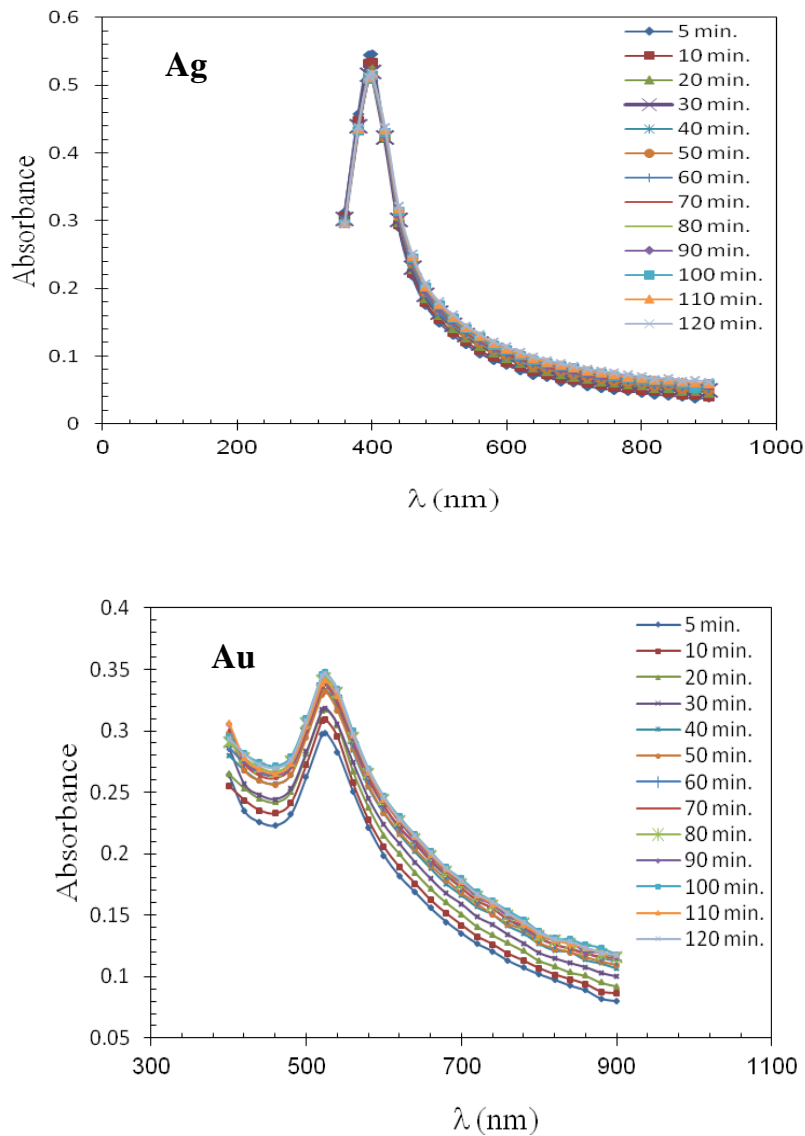 0.6
0.5
0.4
0.3
0.2
0.1
0
Absorbance
Ag
5 min.
10 min.
20 min.
30 min.
40 min.
50 min.
60 min.
70 min.
80 min.
90 min.
100 min.
110 min.
120 min.
0 200 400 600 800 1000
λ (nm)
0.4
0.35
0.3
0.25
0.2
0.15
0.1
0.05
Absorbance
Au
5 min.
10 min.
20 min.
30 min.
40 min.
50 min.
60 min.
70 min.
80 min.
90 min.
100 min.
110 min.
120 min.
300 500 700 900 1100
λ (nm)